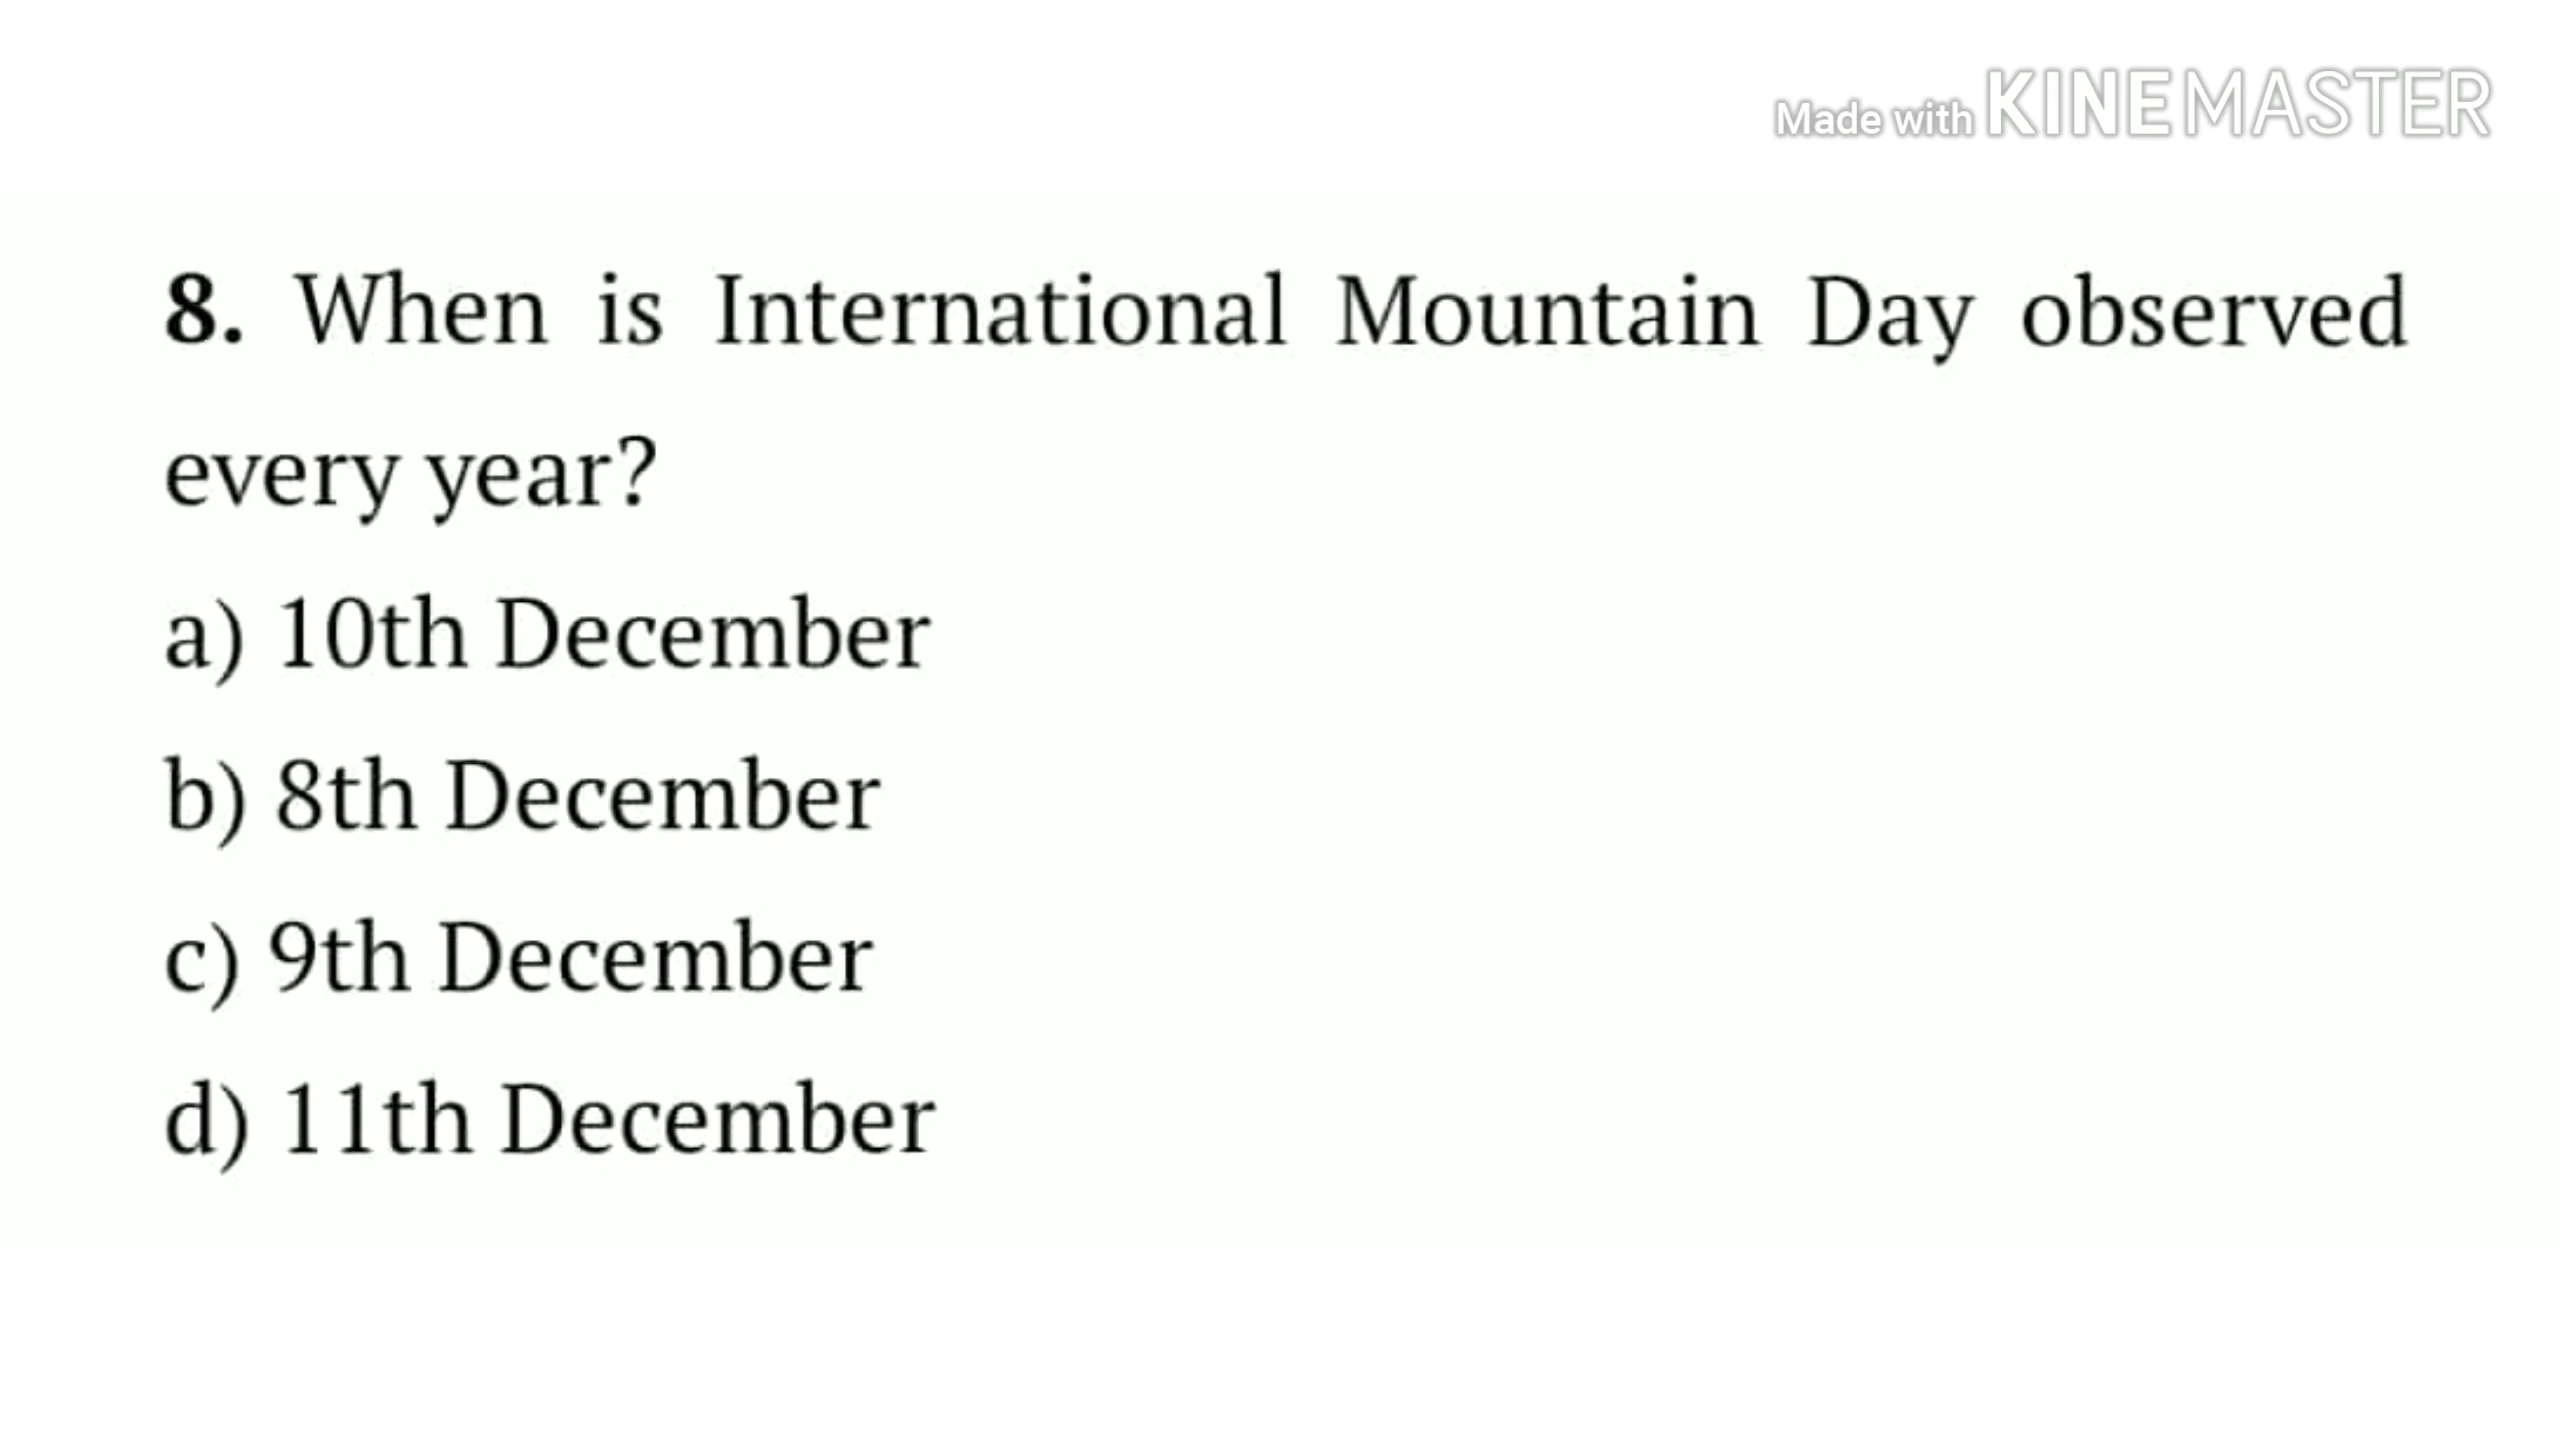 Made with KINEMASTER
8. When is International Mountain Day observed
every year?
a) 10th December
b) 8th December
c) 9th December
d) 11th December